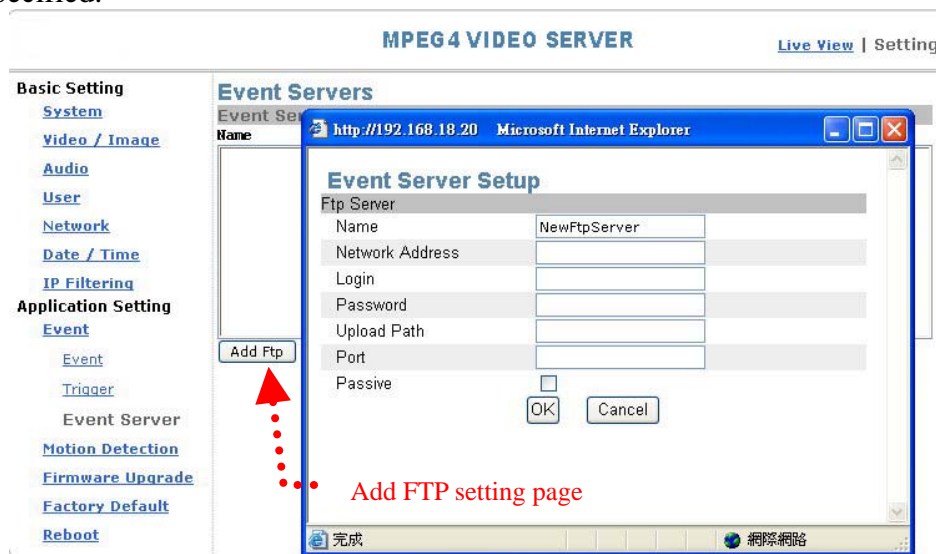 ecified.
MPEG4 VIDEO SERVER
Live View | Setting
Basic Setting
System
Video / Image
Audio
User
Network
Date / Time
IP Filtering
Application Setting
Event
Event
Trigger
Event Server
Motion Detection
Firmware Upgrade
Factory Default
Reboot
Event Servers
Event Ser
Name
Add Ftp
http://192.168.18.20 Microsoft Internet Explorer
Event Server Setup
Ftp Server
Name NewFtpServer
Network Address
Login
Password
Upload Path
Port
Passive
OK Cancel
Add FTP setting page
完成 網際網路